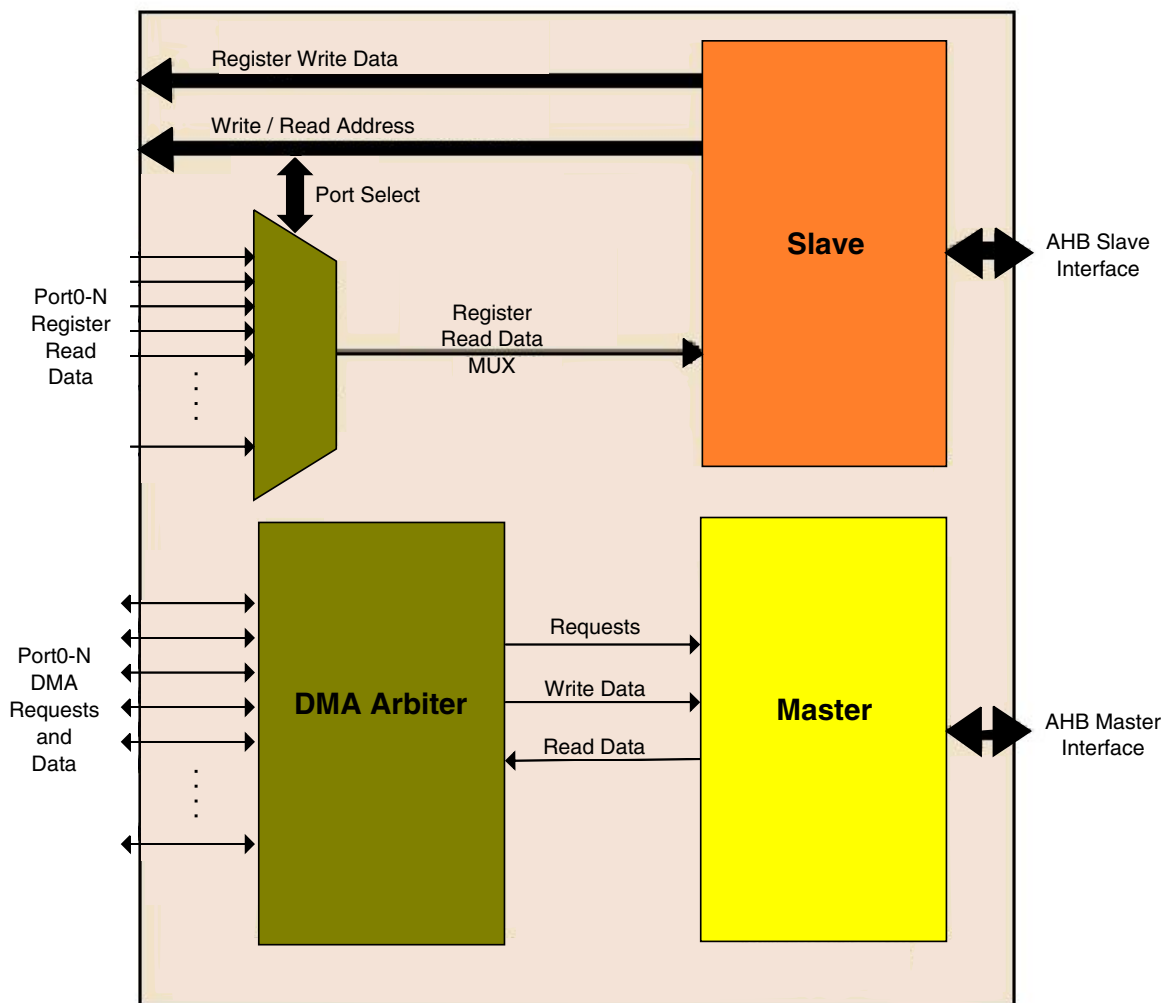 Register Write Data
Write / Read Address
Port Select
Slave
AHB Slave
Interface
Port0-N
Register
Read
Data
Register
Read Data
MUX
Requests
Port0-N
DMA
Requests
and
Data
DMA Arbiter
Write Data
Read Data
Master
AHB Master
Interface